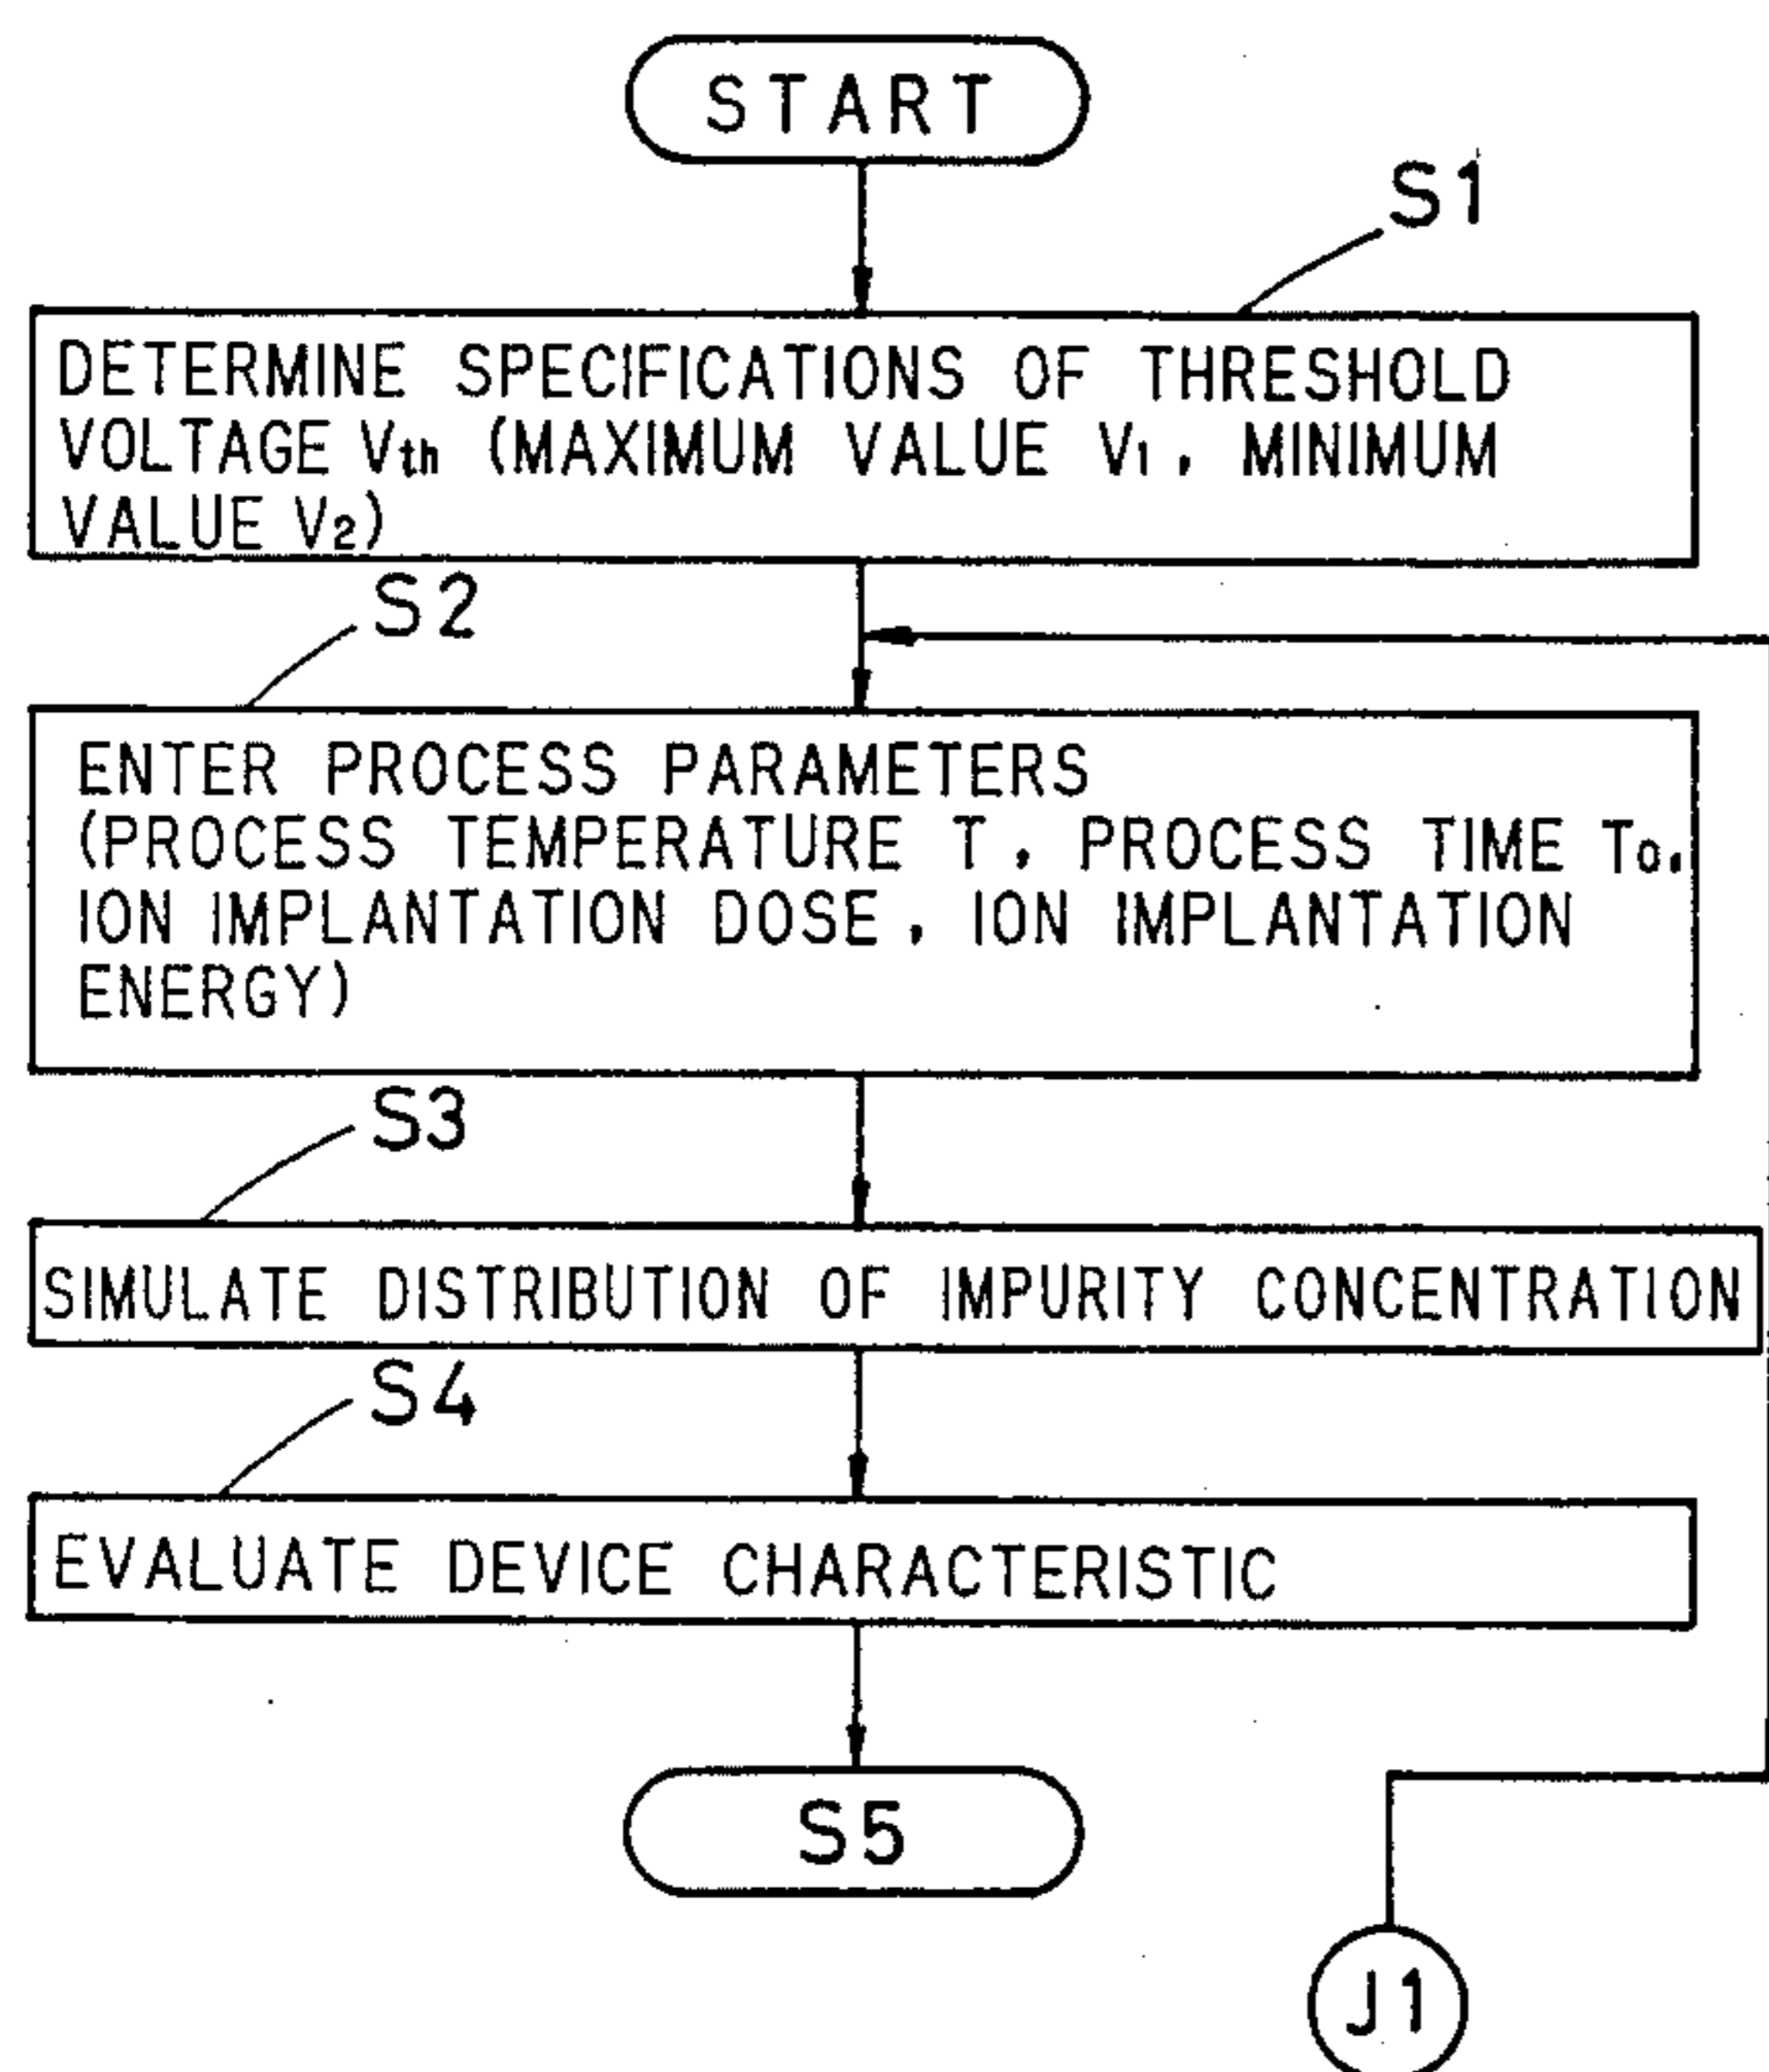 START
S1
DETERMINE SPECIFICATIONS OF THRESHOLD
VOLTAGE Vth (MAXIMUM VALUE V1, MINIMUM
VALUE V2)
S2
ENTER PROCESS PARAMETERS
(PROCESS TEMPERATURE T, PROCESS TIME To,
ION IMPLANTATION DOSE, ION IMPLANTATION
ENERGY)
S3
SIMULATE DISTRIBUTION OF IMPURITY CONCENTRATION
S4
EVALUATE DEVICE CHARACTERISTIC
S5
J1